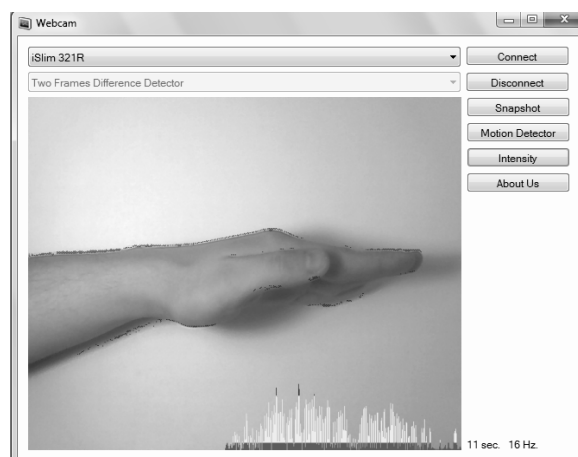 Webcam
iSlim 321R
Connect
Two Frames Difference Detector
Disconnect
Snapshot
Motion Detector
Intensity
About Us
11 sec. 16 Hz.